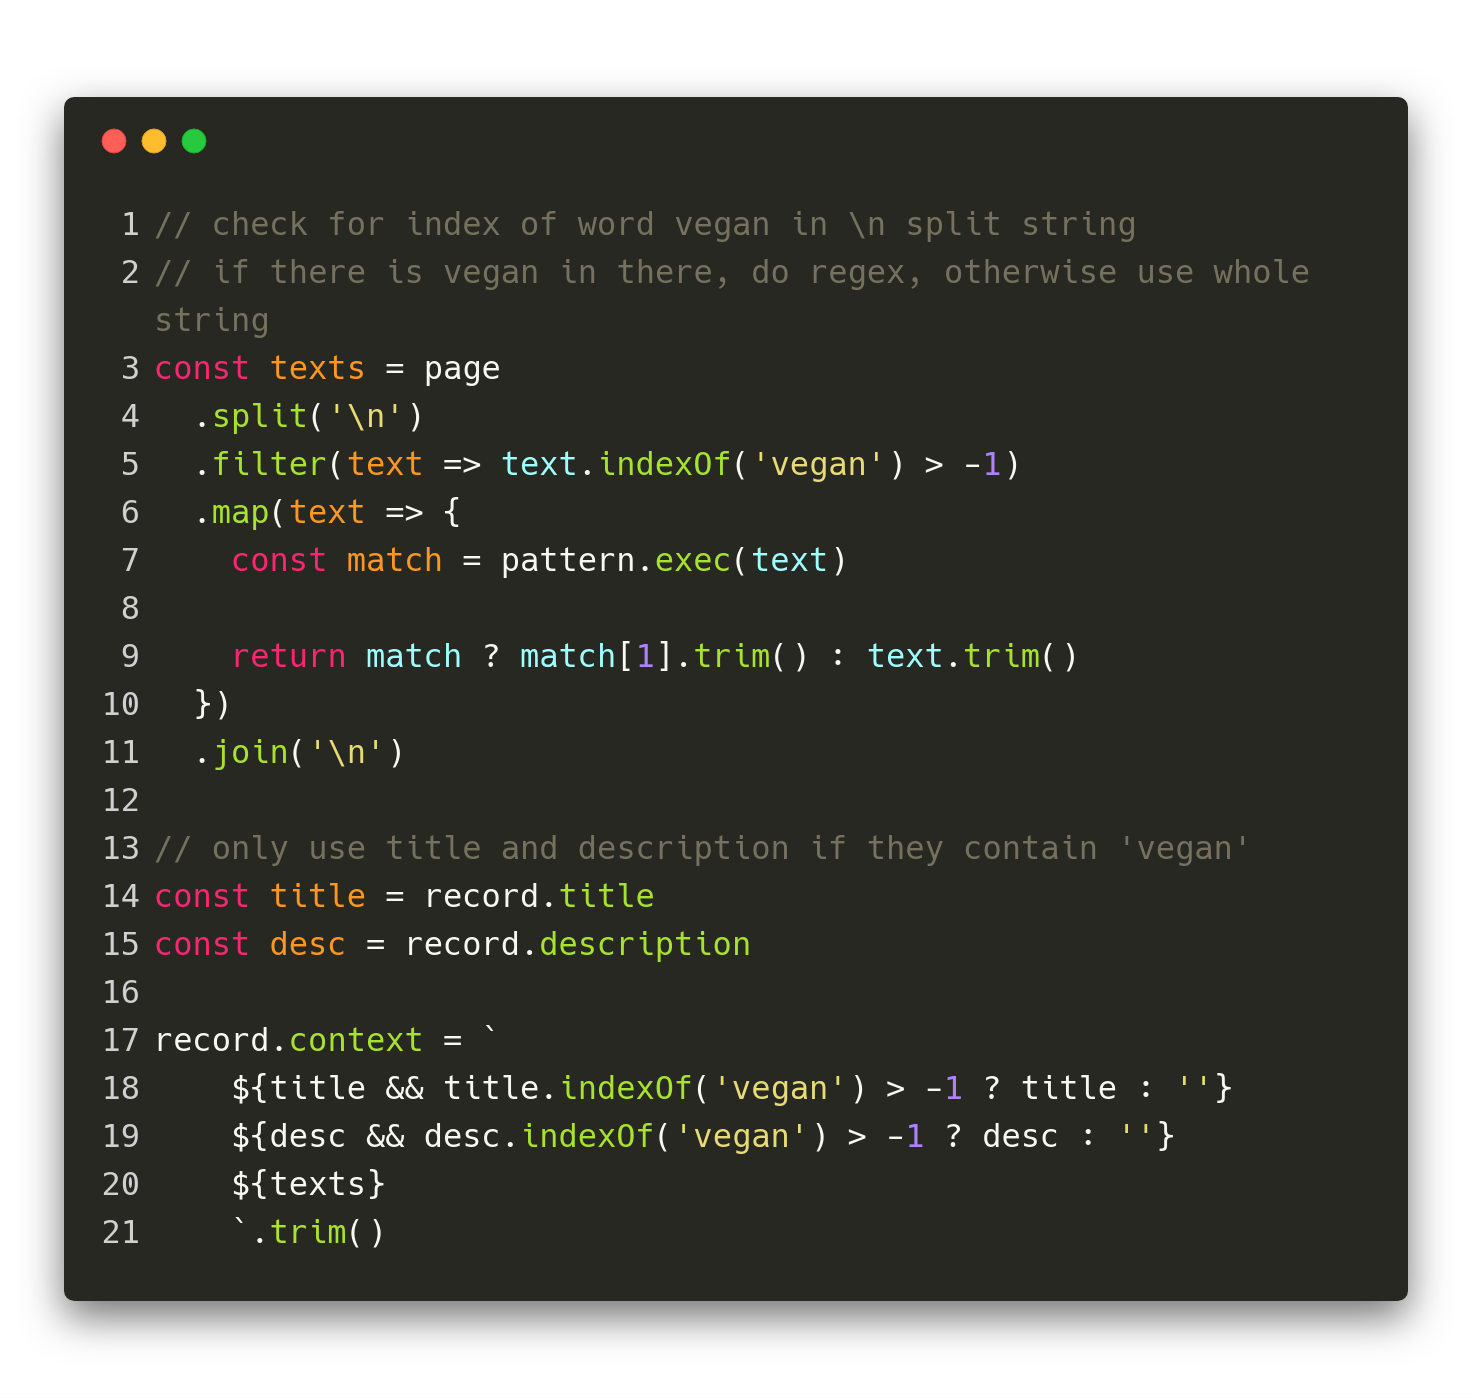 1 // check for index of word vegan in \n split string
2 // if there is vegan in there, do regex, otherwise use whole
string
3 const texts = page
4   .split('\n')
5   .filter(text => text.indexOf('vegan') > -1)
6   .map(text => {
7     const match = pattern.exec(text)
8
9     return match ? match[1].trim() : text.trim()
10   })
11   .join('\n')
12
13 // only use title and description if they contain 'vegan'
14 const title = record.title
15 const desc = record.description
16
17 record.context = `
18     ${title && title.indexOf('vegan') > -1 ? title : ''}
19     ${desc && desc.indexOf('vegan') > -1 ? desc : ''}
20     ${texts}
21     `.trim()